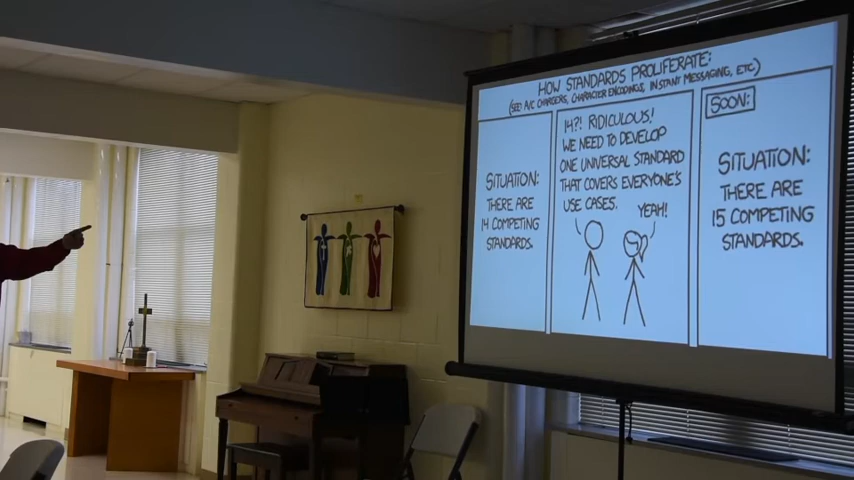 HOW STANDARDS PROLIFERATE:
(SEE: A/C CHARGERS, CHARACTER ENCODINGS, INSTANT MESSAGING, ETC)
SITUATION:
THERE ARE
14 COMPETING
STANDARDS.
14?! RIDICULOUS!
WE NEED TO DEVELOP
ONE UNIVERSAL STANDARD
THAT COVERS EVERYONE'S
USE CASES.
YEAH!
SOON:
SITUATION:
THERE ARE
15 COMPETING
STANDARDS.